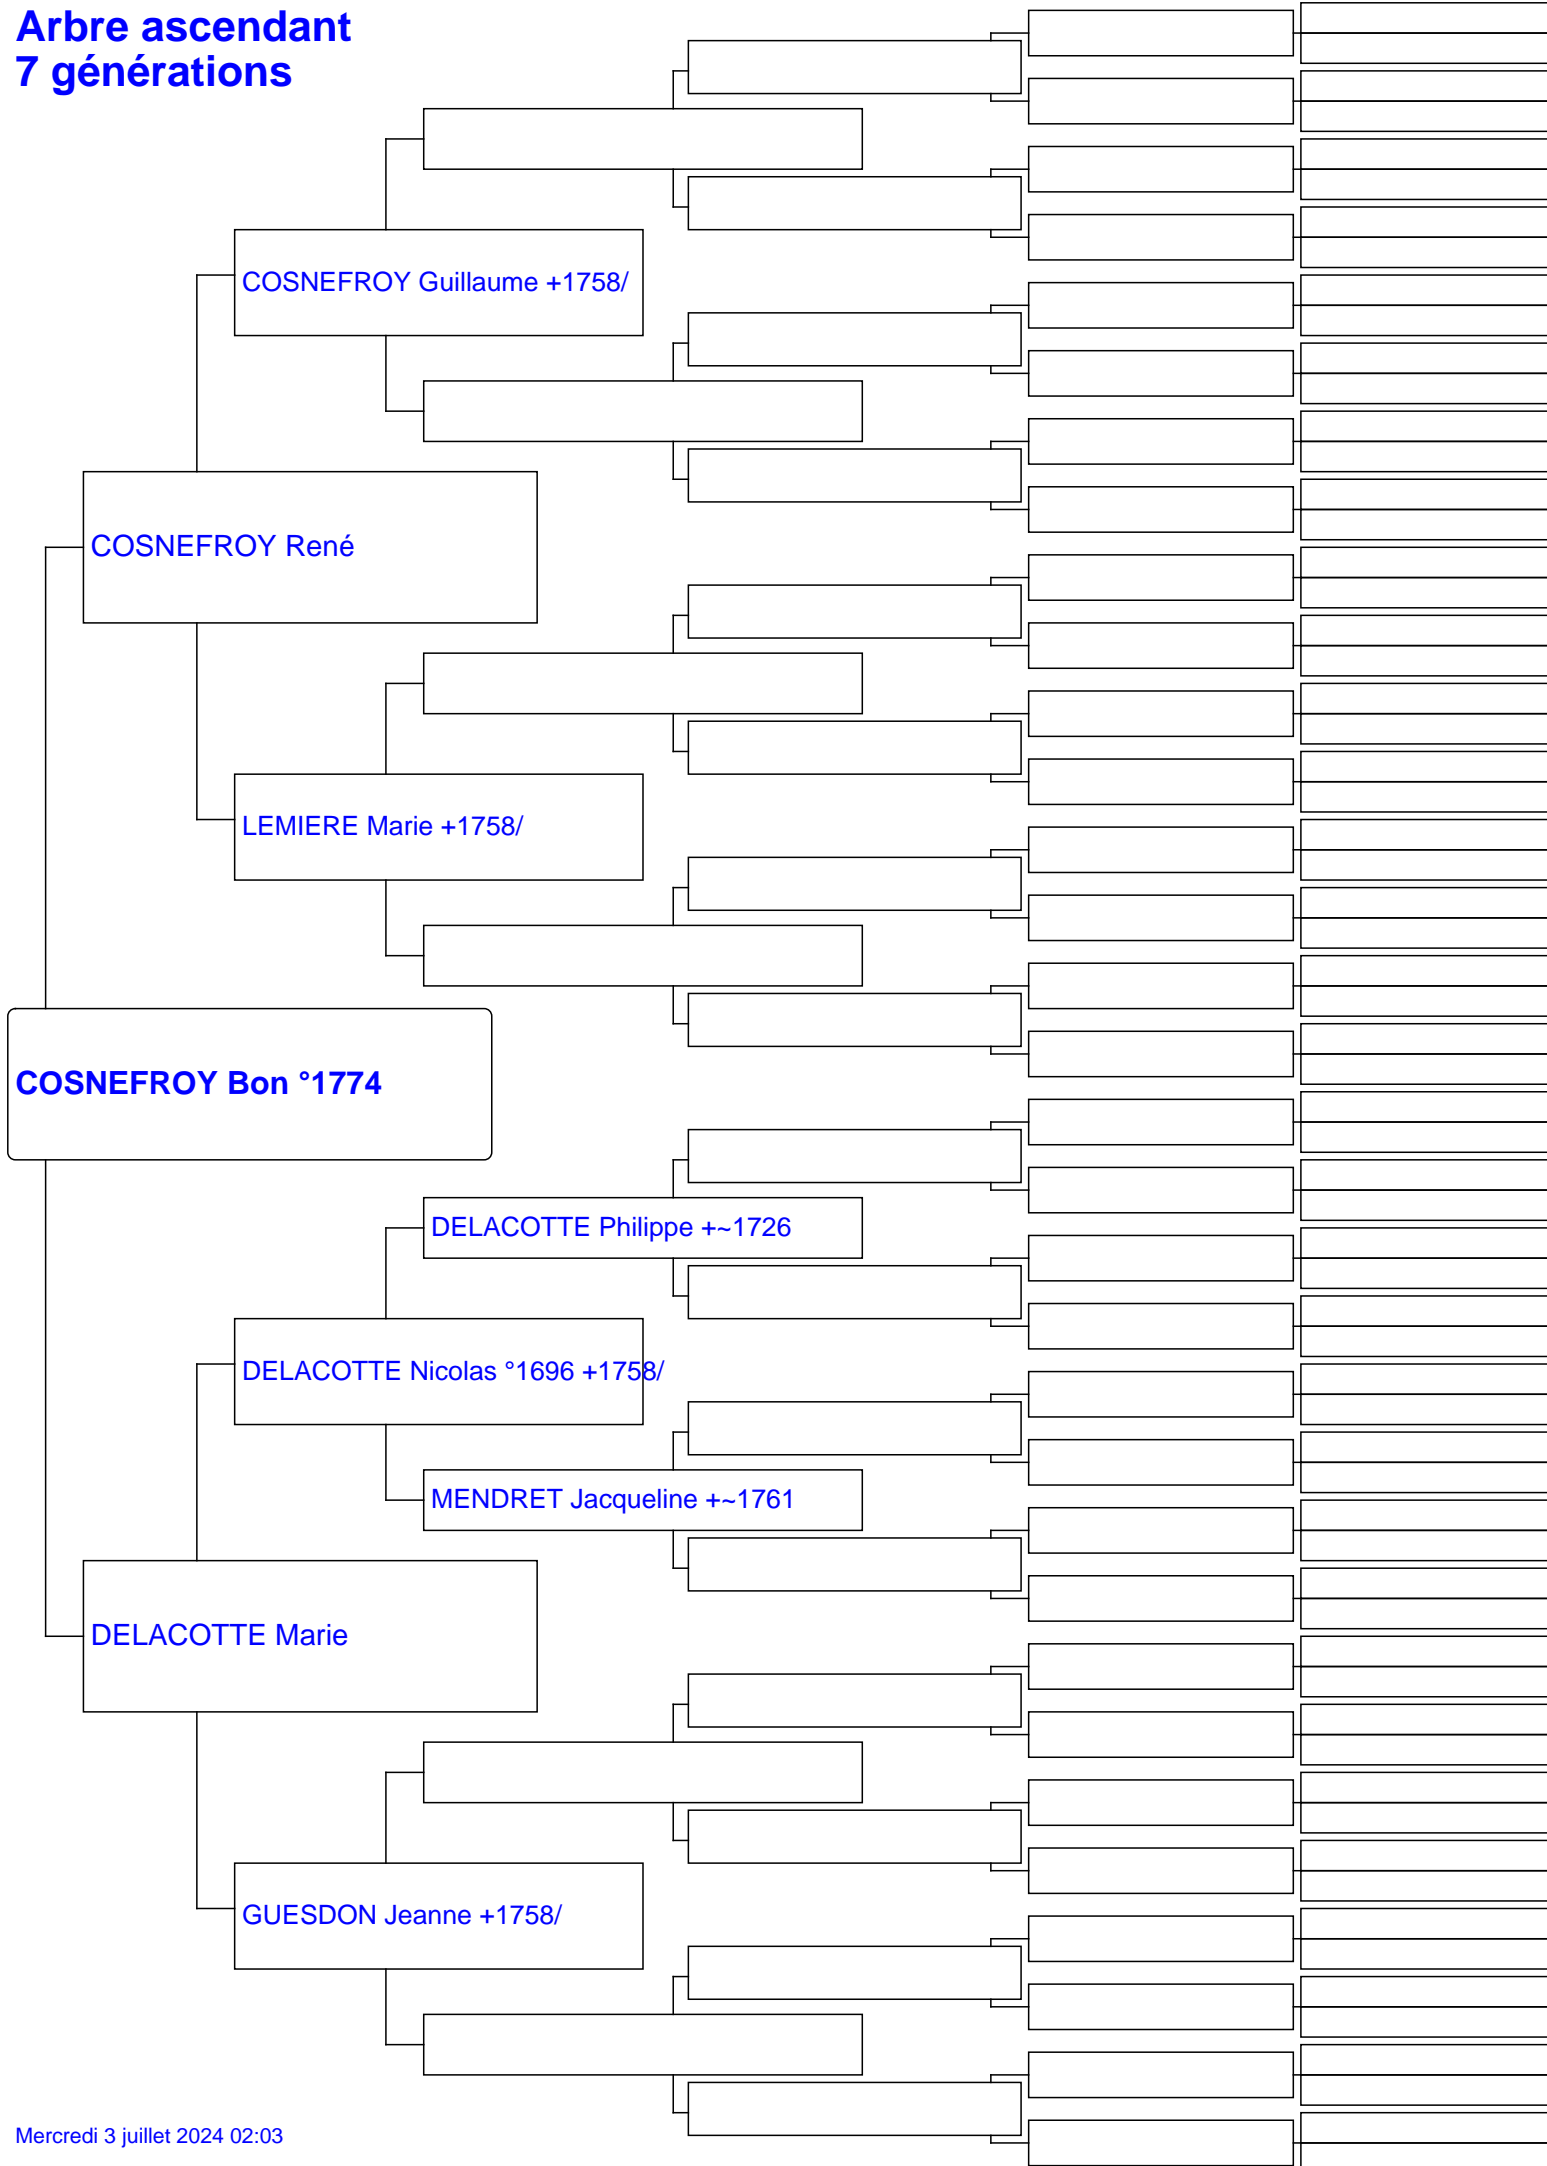 Arbre ascendant
7 générations
COSNEFROY Guillaume +1758/
COSNEFROY René
LEMIERE Marie +1758/
COSNEFROY Bon °1774
DELACOTTE Philippe +~1726
DELACOTTE Nicolas °1696 +1758/
MENDRET Jacqueline +~1761
DELACOTTE Marie
GUESDON Jeanne +1758/
Mercredi 3 juillet 2024 02:03